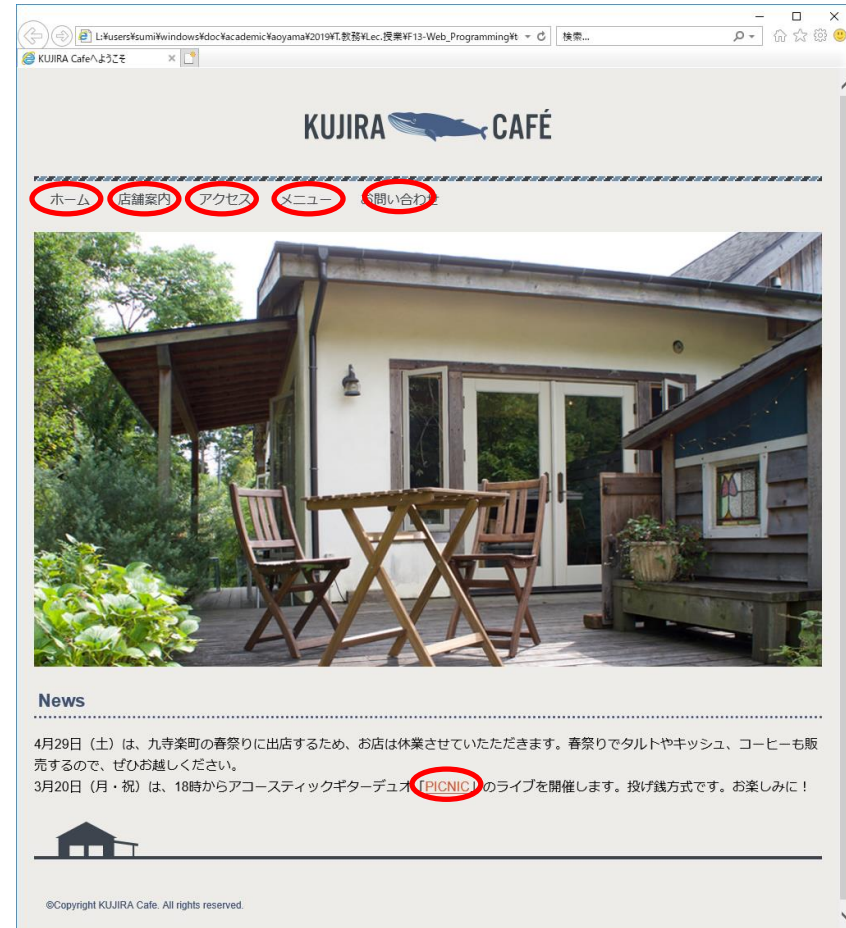 L:¥users¥sumi¥windows¥doc¥academic¥aoyama¥2019¥T.教務¥Lec.授業¥F13-Web_Programming¥t
検索...
KUJIRA Cafeへようこそ
KUJIRA CAFÉ
ホーム 店舗案内 アクセス メニュー お問い合わせ
News
4月29日（土）は、九寺楽町の春祭りに出店するため、お店は休業させていたただきます。春祭りでタルトやキッシュ、コーヒーも販
売するので、ぜひお越しください。
3月20日（月・祝）は、18時からアコースティックギターデュオ「PICNIC」のライブを開催します。投げ銭方式です。お楽しみに！
©Copyright KUJIRA Cafe. All rights reserved.